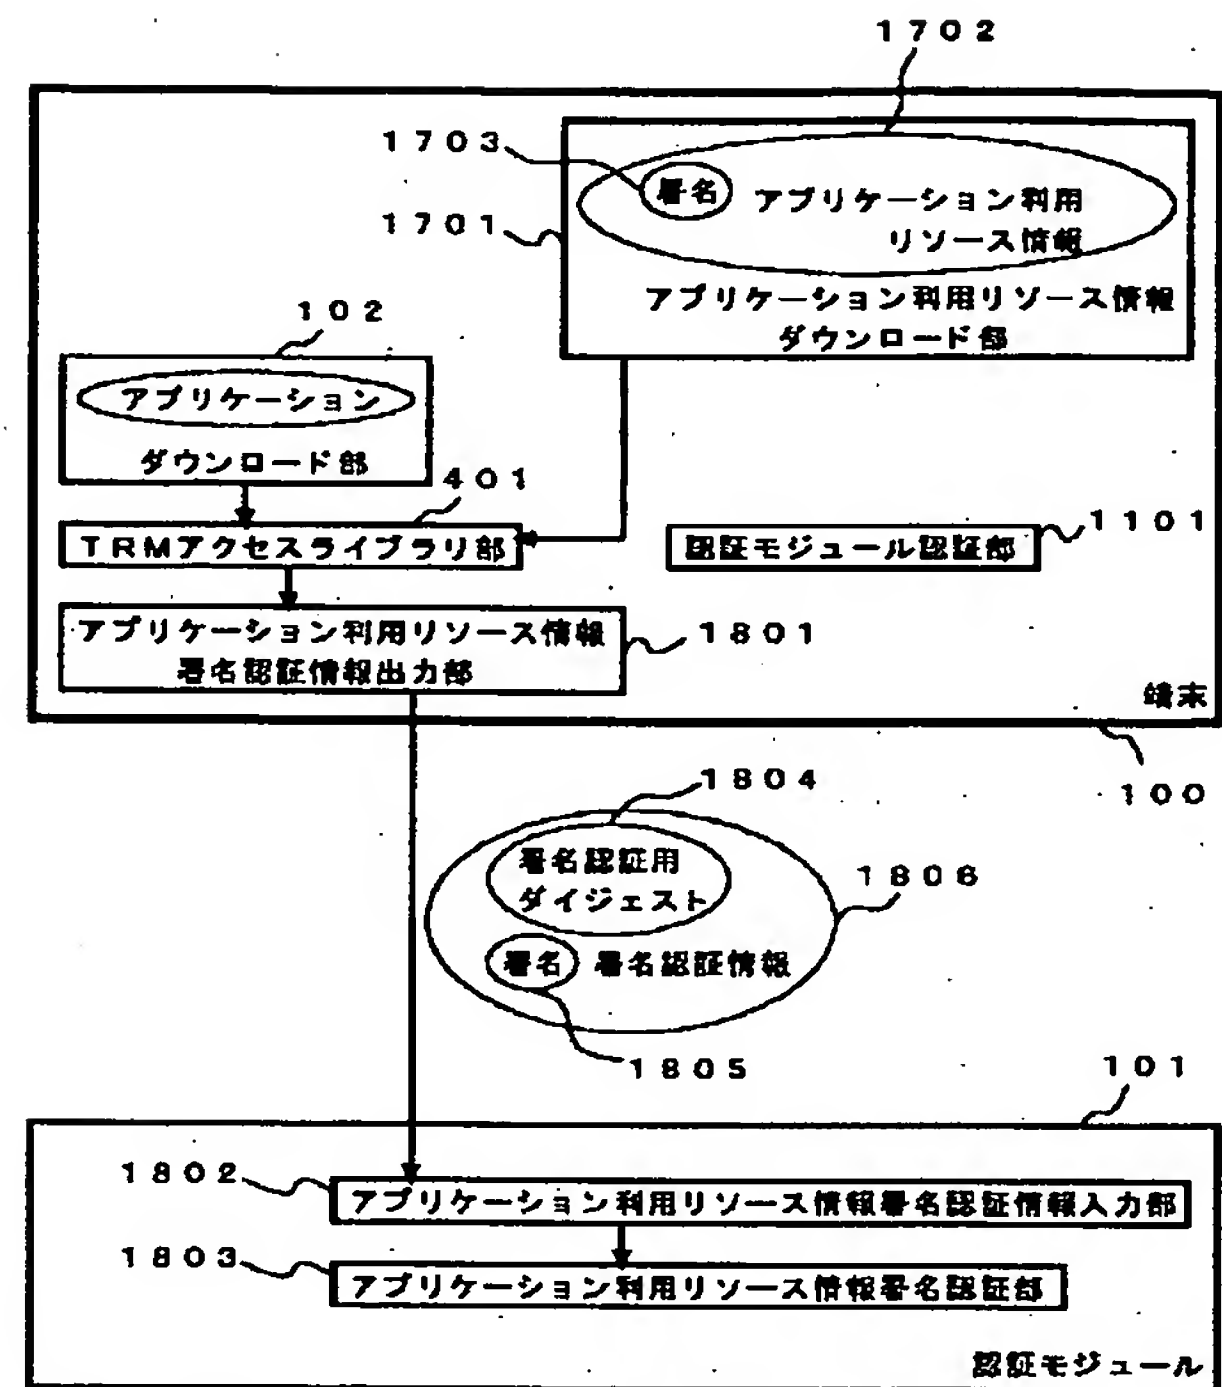 1702
1703
署名
アプリケーション利用
リソース情報
1701
アプリケーション利用リソース情報
ダウンロード部
102
アプリケーション
ダウンロード部
401
TRMアクセスライブラリ部
1101
認証モジュール認証部
アプリケーション利用リソース情報
署名認証情報出力部
1801
端末
100
1804
署名認証用
ダイジェスト
1806
署名 署名認証情報
1805
101
1802
アプリケーション利用リソース情報署名認証情報入力部
1803
アプリケーション利用リソース情報署名認証部
認証モジュール